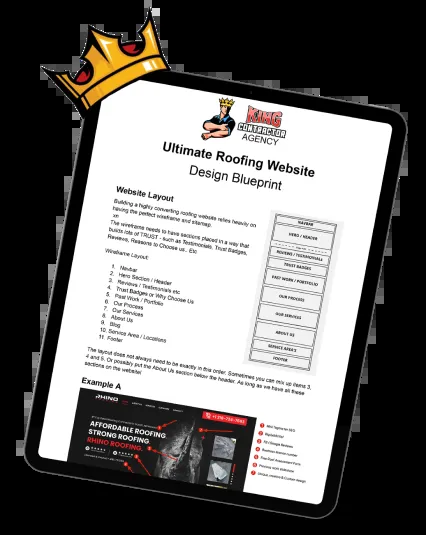 KING
CONTRACTOR
AGENCY
Ultimate Roofing Website
Design Blueprint
Website Layout
Building a highly converting roofing website relies heavily on
having the perfect wireframe and sitemap.
The wireframe needs to have sections placed in a way that
builds lots of TRUST - such as Testimonials, Trust Badges,
Reviews, Reasons to Choose us.. Etc
Wireframe Layout:
1. Navbar
2. Hero Section / Header
3. Reviews / Testimonials etc
4. Trust Badges or Why Choose Us
5. Past Work / Portfolio
6. Our Process
7. Our Services
8. About Us
9. Blog
10. Service Area / Locations
11. Footer
NAVBAR
HERO / HEADER
REVIEWS / TESTIMONIALS
TRUST BADGES
PAST WORK / PORTFOLIO
OUR PROCESS
OUR SERVICES
ABOUT US
SERVICE AREA'S
FOOTER
The layout does not always need to be exactly in this order. Sometimes you can mix up items 3,
4 and 5. Or possibly put the About Us section below the header. As long as we have all these
sections on the website!
Example A
RHINO
AFFORDABLE ROOFING.
STRONG ROOFING.
RHINO ROOFING.